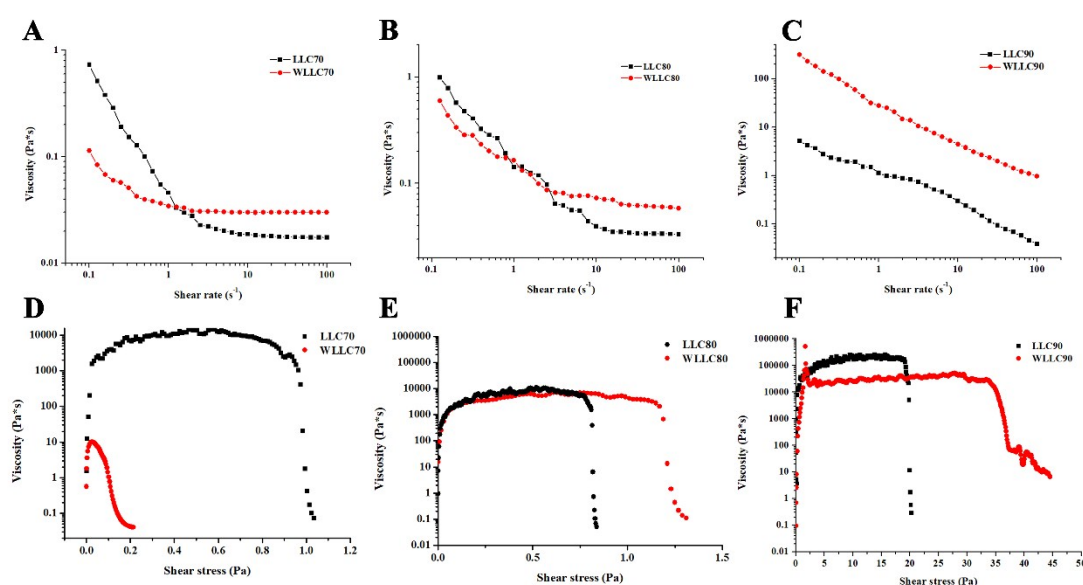 A
1
LLC70
WLLC70
Viscosity (Pa*s)
0.1
0.01
0.1 1 10 100
Shear rate (s⁻¹)
B
LLC80
WLLC80
1
Viscosity (Pa*s)
0.1
0.1 1 10 100
Shear rate (s⁻¹)
C
LLC90
WLLC90
100
10
Viscosity (Pa*s)
1
0.1
0.1 1 10 100
Shear rate (s⁻¹)
D
10000
LLC70
WLLC70
1000
100
Viscosity (Pa*s)
10
1
0.1
0.01
0.0 0.2 0.4 0.6 0.8 1.0 1.2
Shear stress (Pa)
E
1000000
LLC80
WLLC80
100000
10000
1000
Viscosity (Pa*s)
100
10
1
0.1
0.01
0.0 0.5 1.0 1.5
Shear stress (Pa)
F
1000000
LLC90
WLLC90
100000
10000
1000
Viscosity (Pa*s)
100
10
1
0.1
0.01
0 5 10 15 20 25 30 35 40 45 50
Shear stress (Pa)